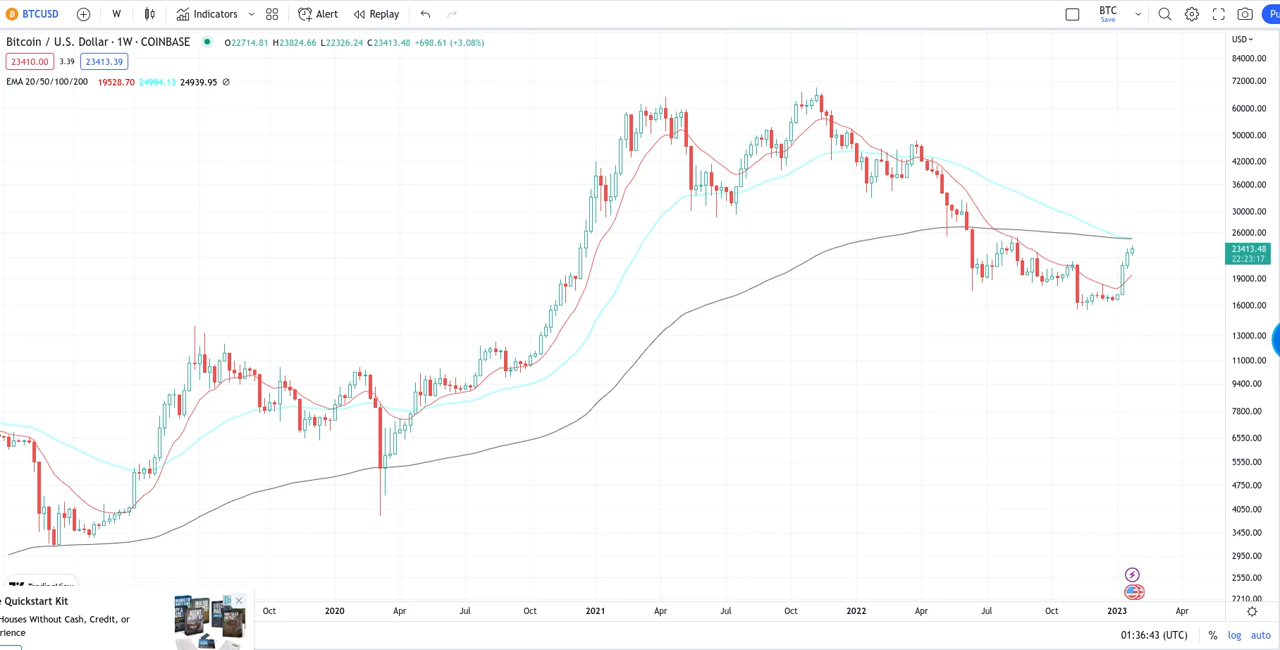 BTCUSD W Indicators Alert Replay BTC Save Pu
Bitcoin / U.S. Dollar · 1W · COINBASE O22714.81 H23824.66 L22326.24 C23413.48 +698.61 (+3.08%) USD
23410.00 3.39 23413.39
EMA 20/50/100/200 19528.70 24994.13 24939.95 Ø
84000.00
72000.00
60000.00
50000.00
42000.00
36000.00
30000.00
26000.00
23413.48
22:23:17
19000.00
16000.00
13000.00
11000.00
9400.00
7800.00
6550.00
5550.00
4750.00
4050.00
3450.00
2950.00
2550.00
2710.00
TradingView
e Quickstart Kit
Houses Without Cash, Credit, or
rience
Oct 2020 Apr Jul Oct 2021 Apr Jul Oct 2022 Apr Jul Oct 2023 Apr
01:36:43 (UTC) % log auto